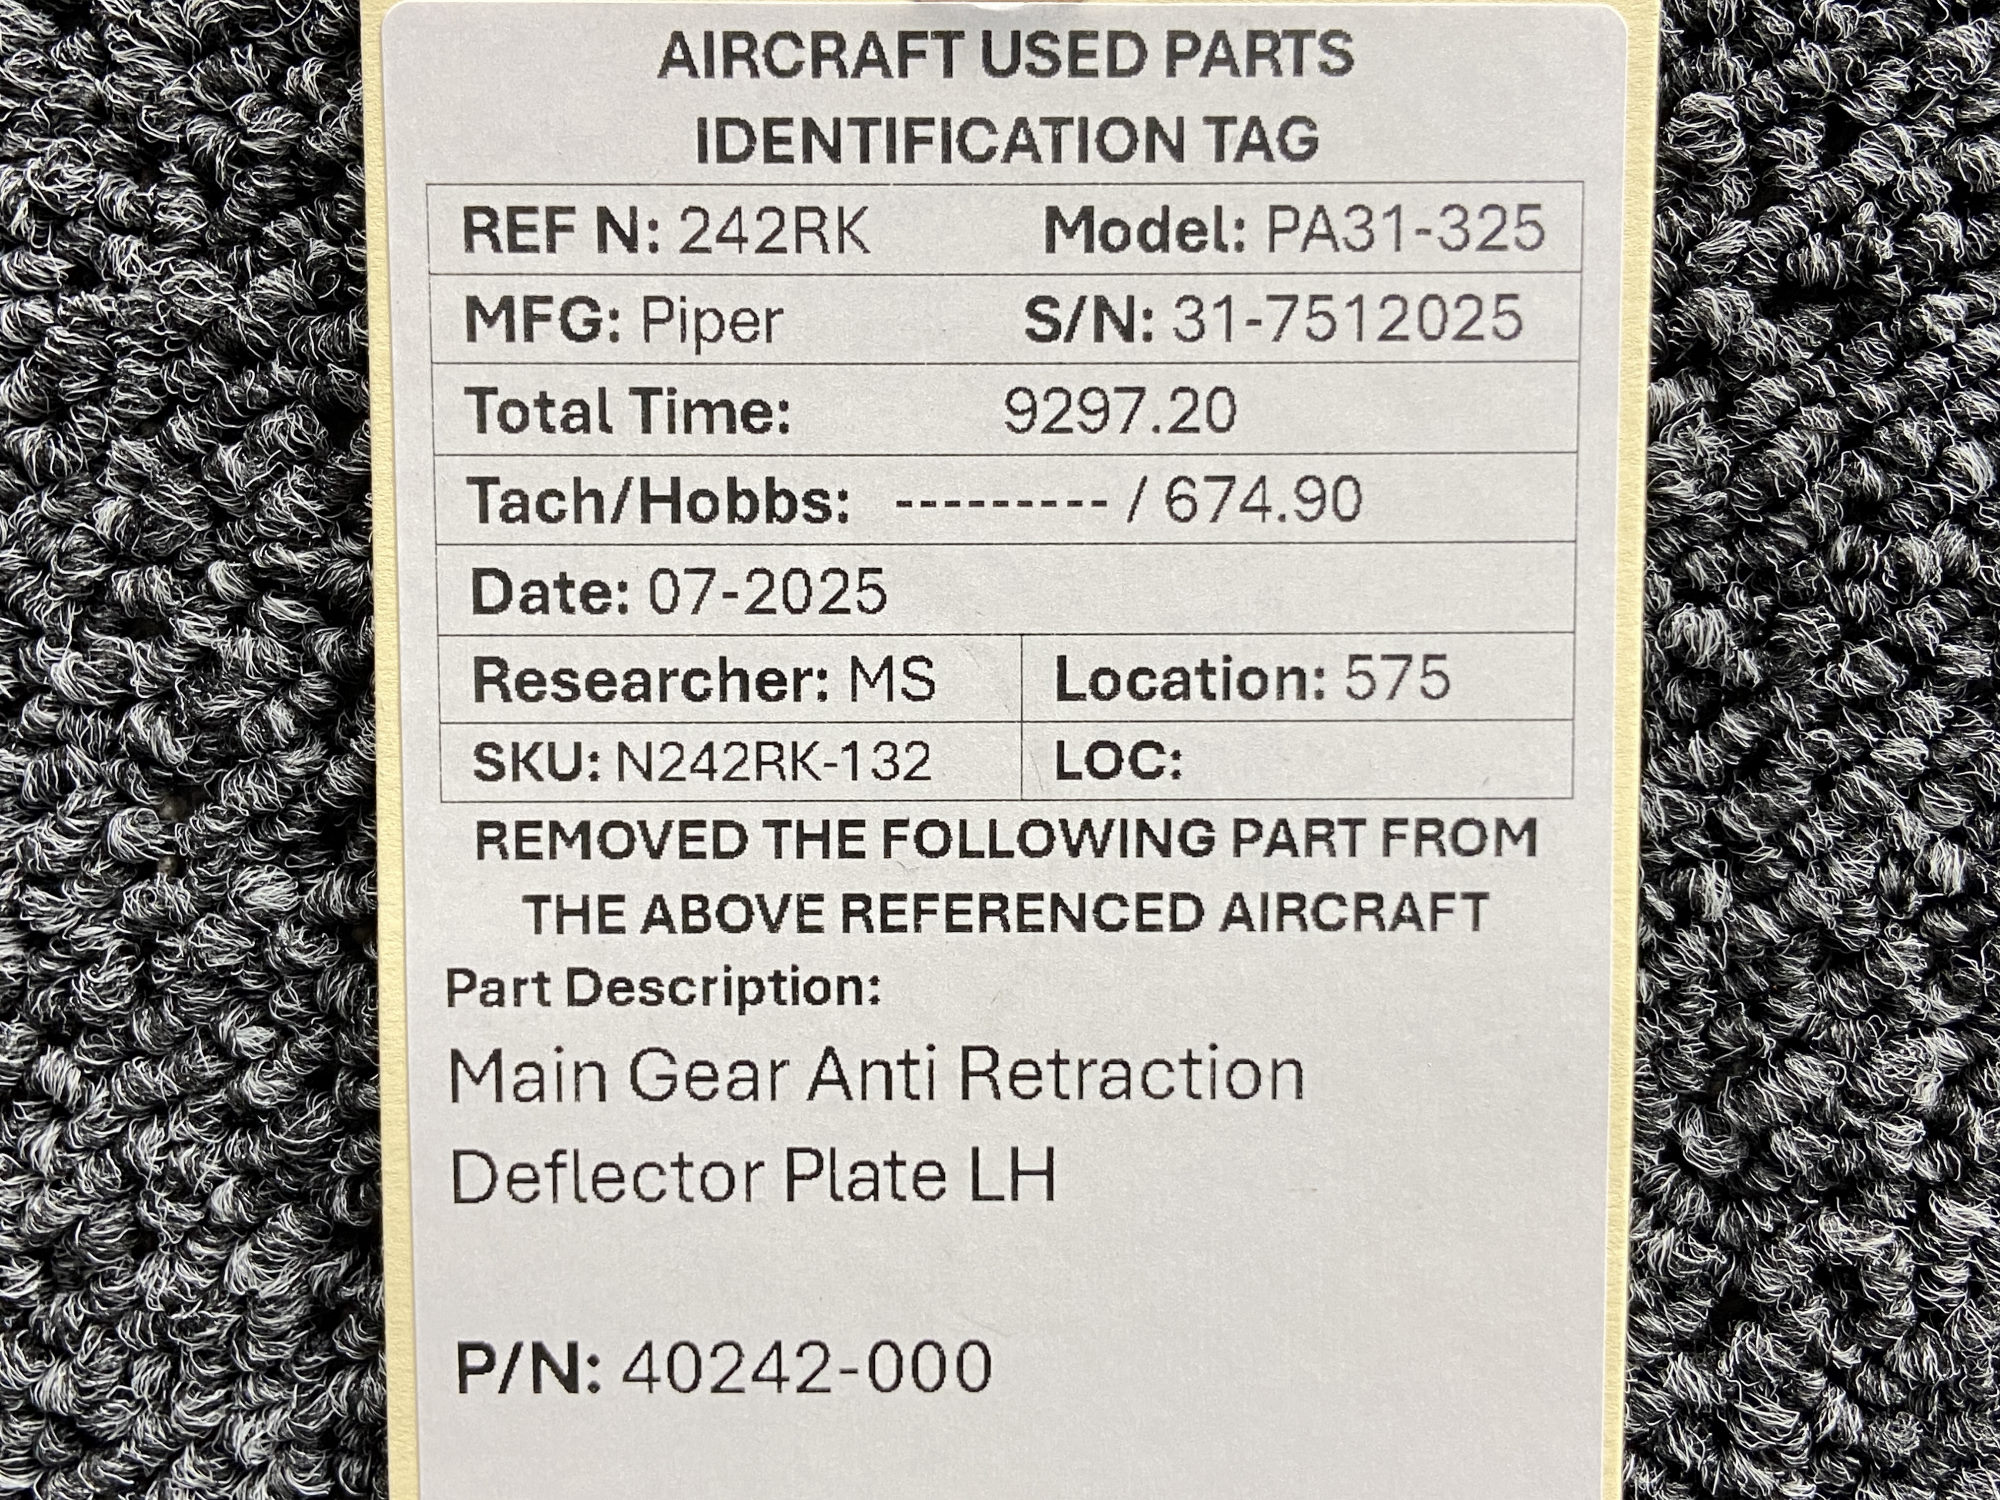 AIRCRAFT USED PARTS
IDENTIFICATION TAG
REF N: 242RK Model: PA31-325
MFG: Piper S/N: 31-7512025
Total Time: 9297.20
Tach/Hobbs: --------- / 674.90
Date: 07-2025
Researcher: MS Location: 575
SKU: N242RK-132 LOC:
REMOVED THE FOLLOWING PART FROM
THE ABOVE REFERENCED AIRCRAFT
Part Description:
Main Gear Anti Retraction
Deflector Plate LH
P/N: 40242-000